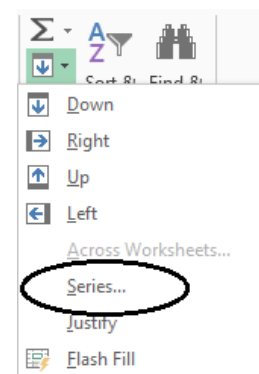 Σ
A
Z
Sort & Find &
Down
Right
Up
Left
Across Worksheets...
Series...
Justify
Flash Fill